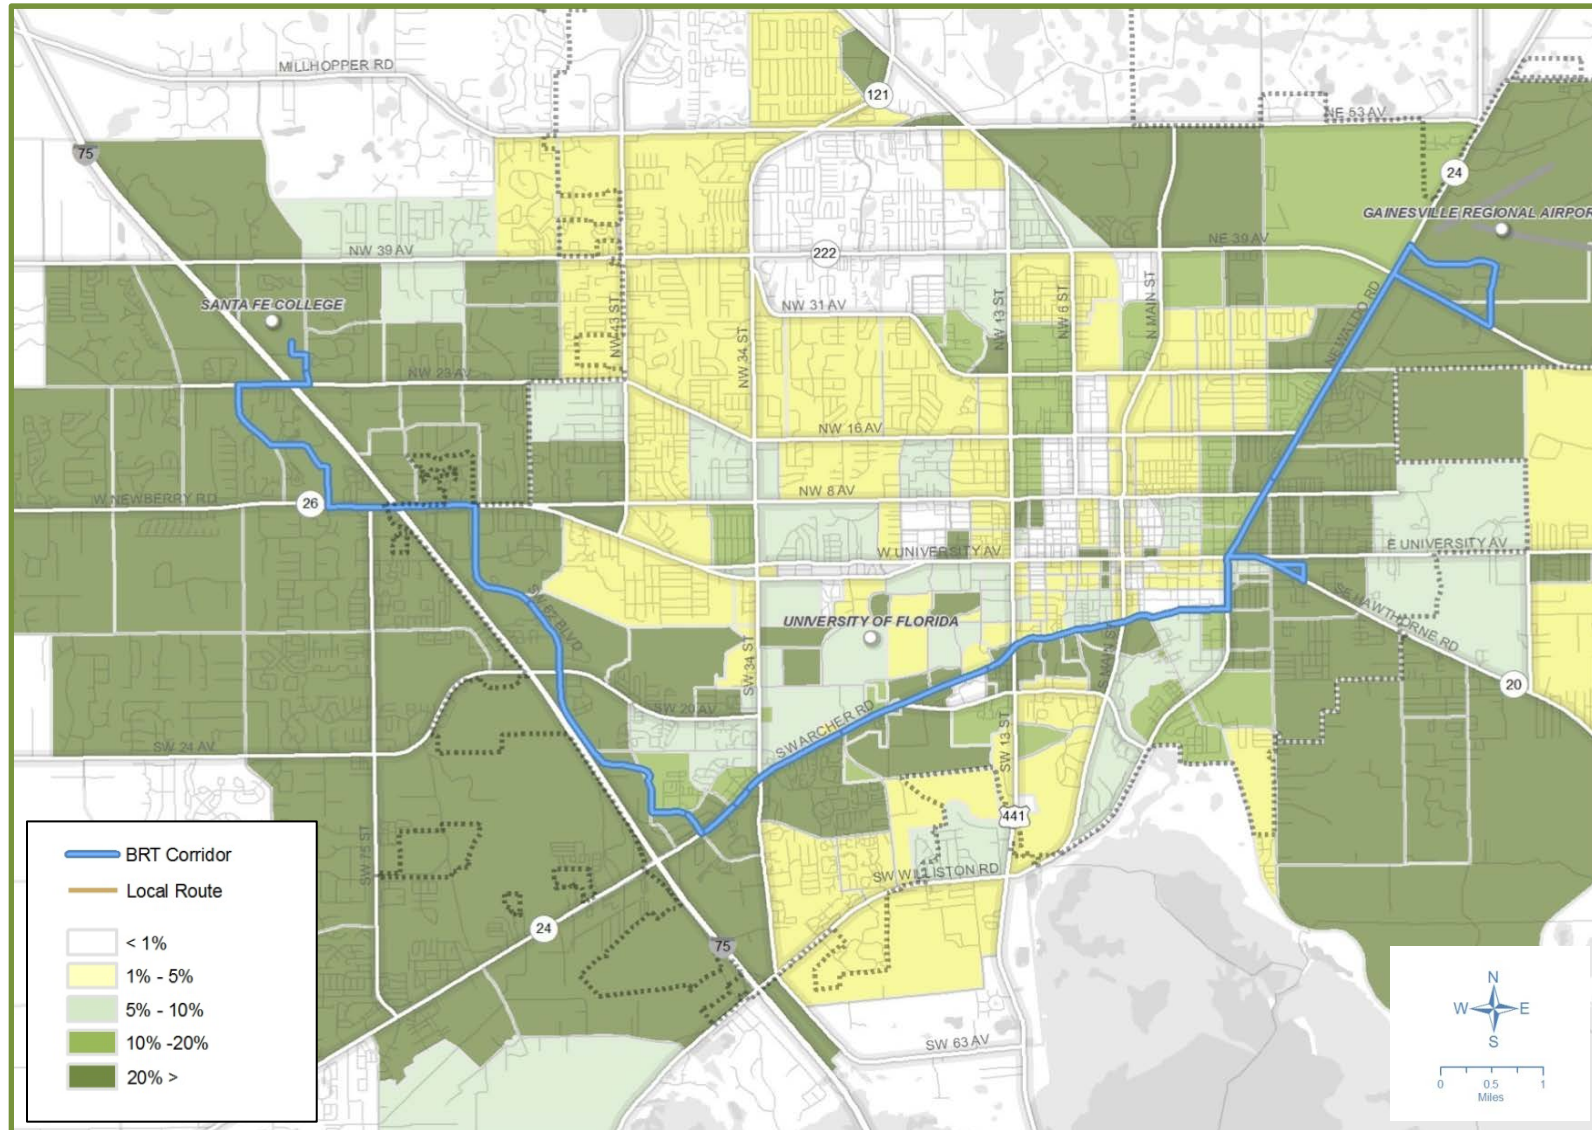 MILLHOPPER RD
121
75
NE 53 AV
24
GAINESVILLE REGIONAL AIRPOR
NW 39 AV
222
NE 39 AV
SANTA FE COLLEGE
NW 31 AV
NW 43 ST
NW 34 ST
NW 13 ST
NW 6 ST
N MAIN ST
NE WALDO RD
NW 23 AV
NW 16 AV
W NEWBERRY RD
26
NW 8 AV
W UNIVERSITY AV
E UNIVERSITY AV
SW 62 BLVD
UNIVERSITY OF FLORIDA
SE HAWTHORNE RD
20
SW 34 ST
S MAIN ST
SW 20 AV
SW ARCHER RD
SW 13 ST
SW 24 AV
441
SW 75 ST
SW WILLISTON RD
24
75
SW 63 AV
BRT Corridor
Local Route
< 1%
1% - 5%
5% - 10%
10% -20%
20% >
N
W E
S
0 0.5 1
Miles